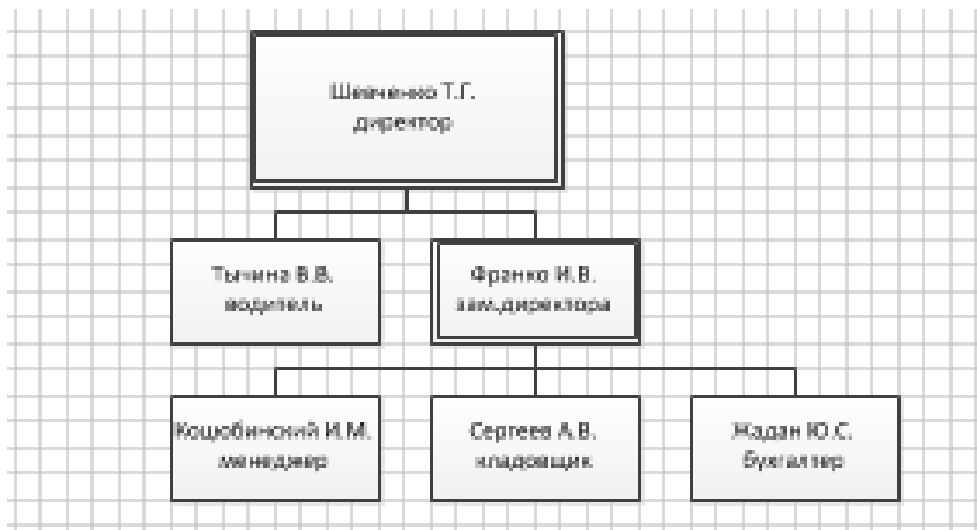 Шевченко Т.Г.
директор
Тычина В.В.
водитель
Франко И.В.
зам.директора
Коцюбинский И.М.
менеджер
Сергеев А.В.
кладовщик
Жадан Ю.С.
бухгалтер